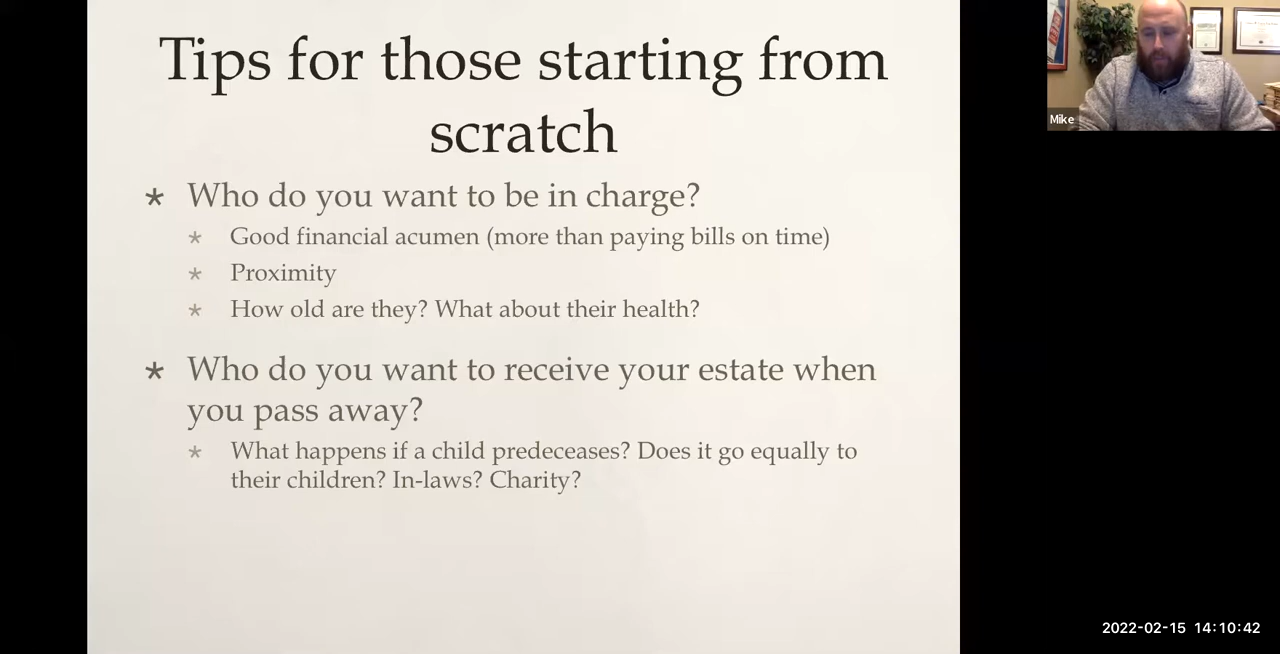 Tips for those starting from
scratch
* Who do you want to be in charge?
* Good financial acumen (more than paying bills on time)
* Proximity
* How old are they? What about their health?
* Who do you want to receive your estate when
you pass away?
* What happens if a child predeceases? Does it go equally to
their children? In-laws? Charity?
Mike
2022-02-15 14:10:42